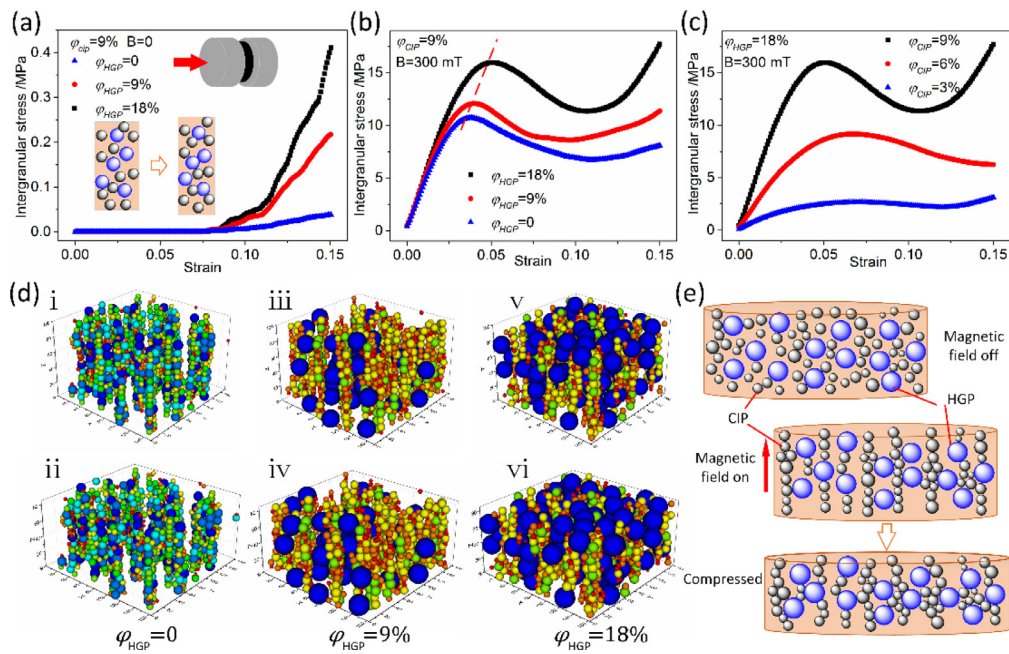 (a)
Intergranular stress /MPa
0.4
0.3
0.2
0.1
0.0
φcip=9% B=0
φHGP=0
φHGP=9%
φHGP=18%
0.00 0.05 0.10 0.15
Strain
(b)
Intergranular stress /MPa
15
10
5
0
φCIP=9%
B=300 mT
φHGP=18%
φHGP=9%
φHGP=0
0.00 0.05 0.10 0.15
Strain
(c)
Intergranular stress /MPa
15
10
5
0
φHGP=18%
B=300 mT
φCIP=9%
φCIP=6%
φCIP=3%
0.00 0.05 0.10 0.15
Strain
(d)
i
iii
v
ii
iv
vi
φHGP=0
φHGP=9%
φHGP=18%
(e)
Magnetic
field off
CIP
HGP
Magnetic
field on
Compressed